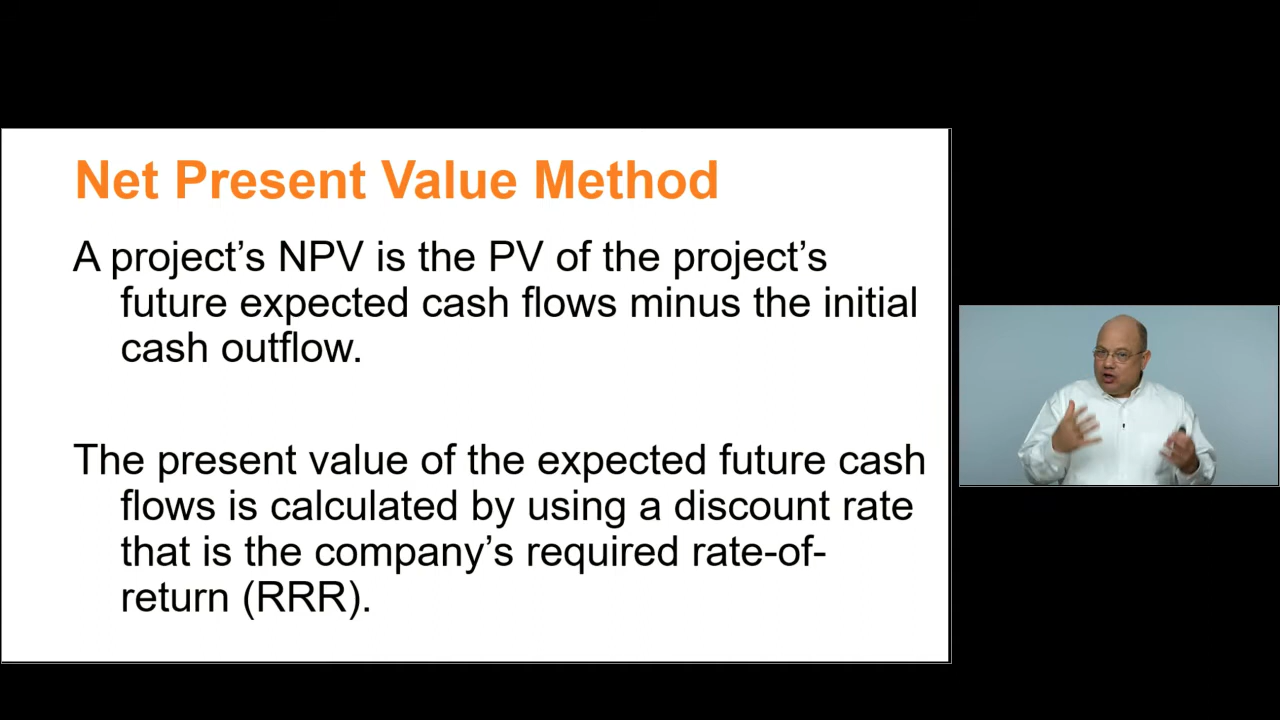 Net Present Value Method
A project’s NPV is the PV of the project’s
future expected cash flows minus the initial
cash outflow.
The present value of the expected future cash
flows is calculated by using a discount rate
that is the company’s required rate-of-
return (RRR).